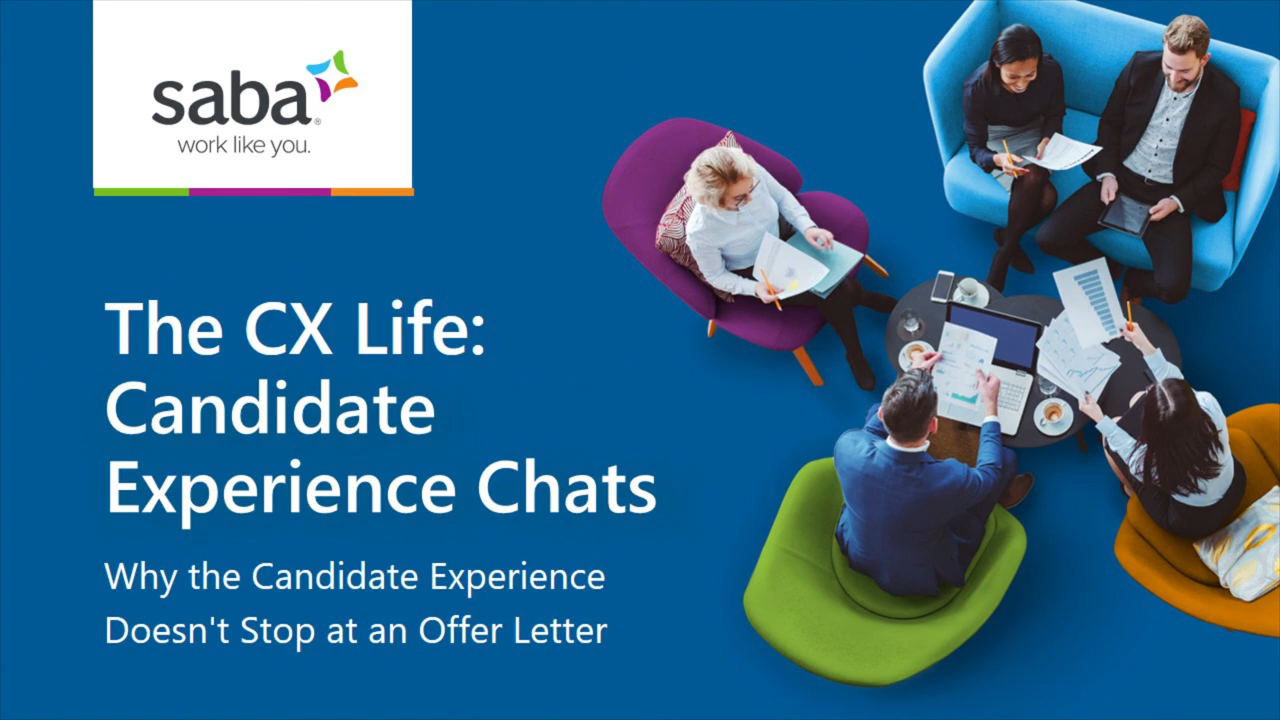 saba®
work like you.
The CX Life:
Candidate
Experience Chats
Why the Candidate Experience
Doesn't Stop at an Offer Letter